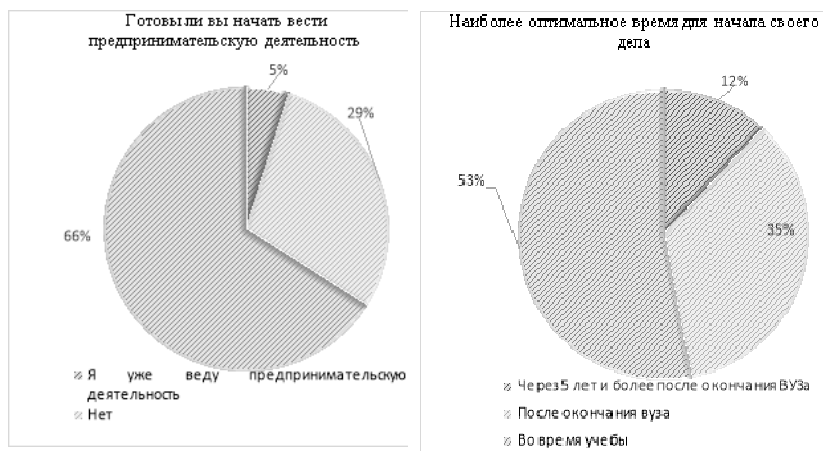 Готовы ли вы начать вести
предпринимательскую деятельность
5%
29%
66%
Я уже веду предпринимательскую
деятельность
Нет
Наиболее оптимальное время для начала своего
дела
12%
53%
35%
Через 5 лет и более после окончания ВУЗа
После окончания вуза
Во время учебы